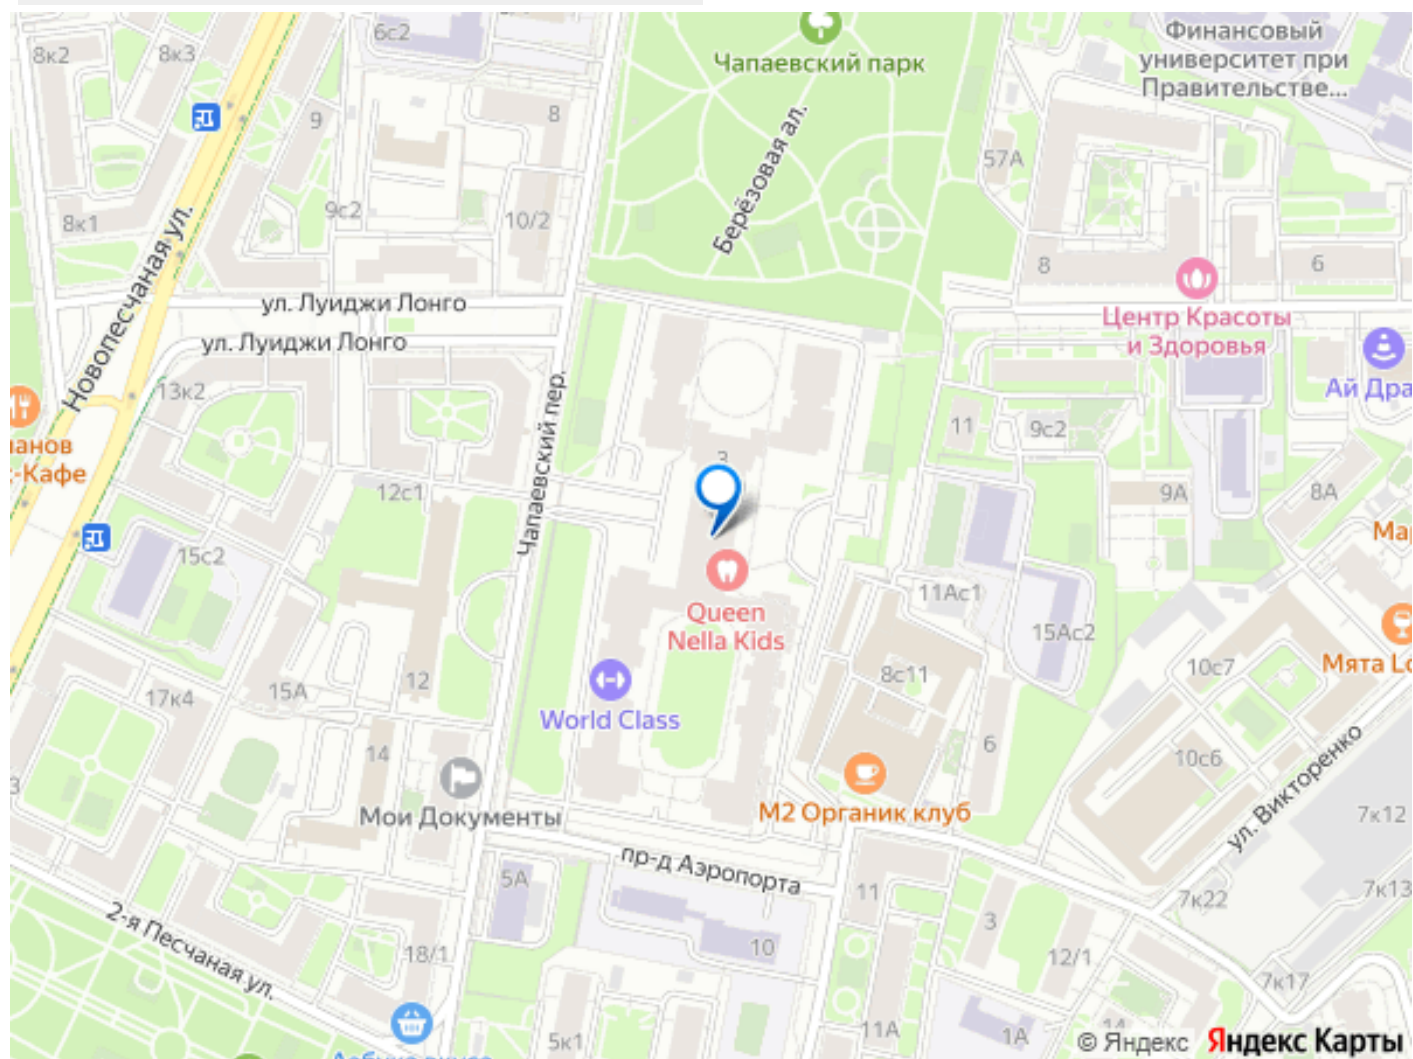 8к2
8к3
6с2
Чапаевский парк
Финансовый
университет при
Правительстве...
9
8
57А
Берёзовая ал.
8к1
9с2
10/2
Новопесчаная ул.
8
6
ул. Луиджи Лонго
ул. Луиджи Лонго
Центр Красоты
и Здоровья
Ай Дра
13к2
Чапаевский пер.
11
9с2
-Кафе
3
12с1
9А
8А
15с2
11Ас1
Queen
Nella Kids
15Ас2
17к4
15А
12
8с11
10с7
Мята Lo
World Class
14
6
10с6
ул. Викторенко
3
Мои Документы
М2 Органик клуб
7к12
пр-д Аэропорта
5А
11
7к22
7к13
2-я Песчаная ул.
18/1
10
3
12/1
7к17
5к1
11А
1А
© Яндекс Яндекс Карты